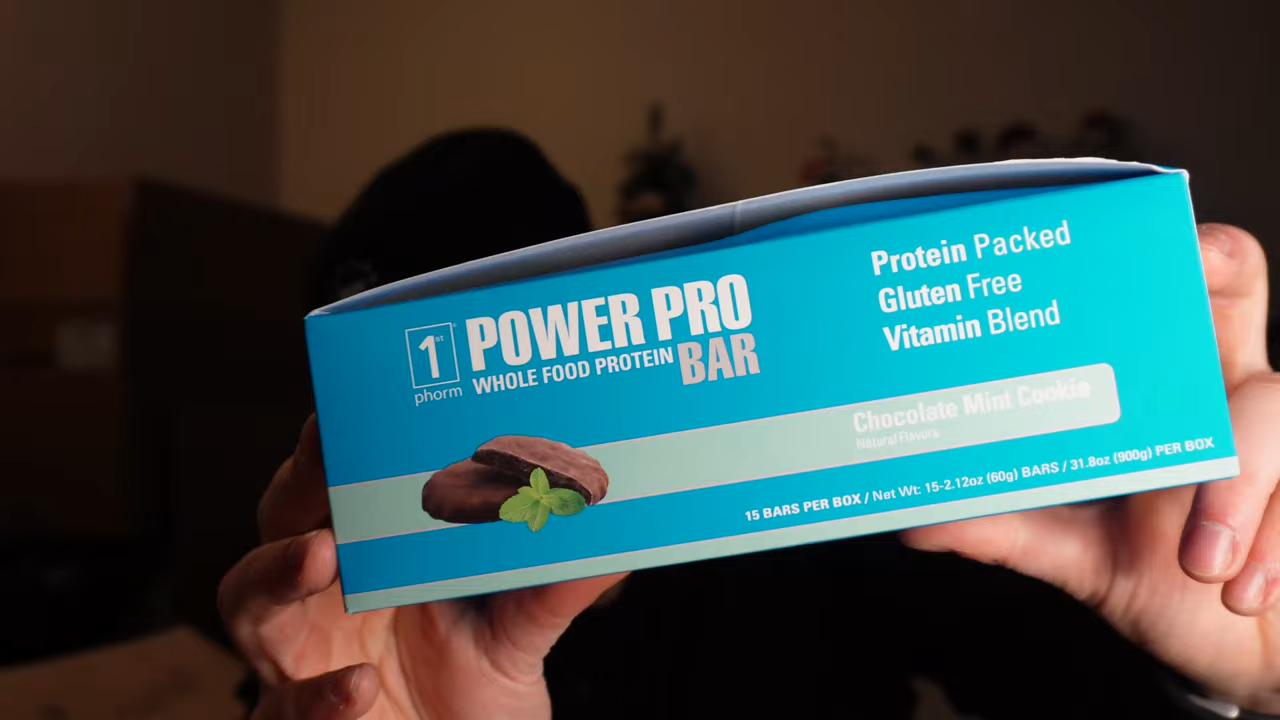 1st
phorm
POWER PRO
WHOLE FOOD PROTEIN BAR
Protein Packed
Gluten Free
Vitamin Blend
Chocolate Mint Cookie
Natural Flavors
15 BARS PER BOX / Net Wt: 15-2.12oz (60g) BARS / 31.8oz (900g) PER BOX